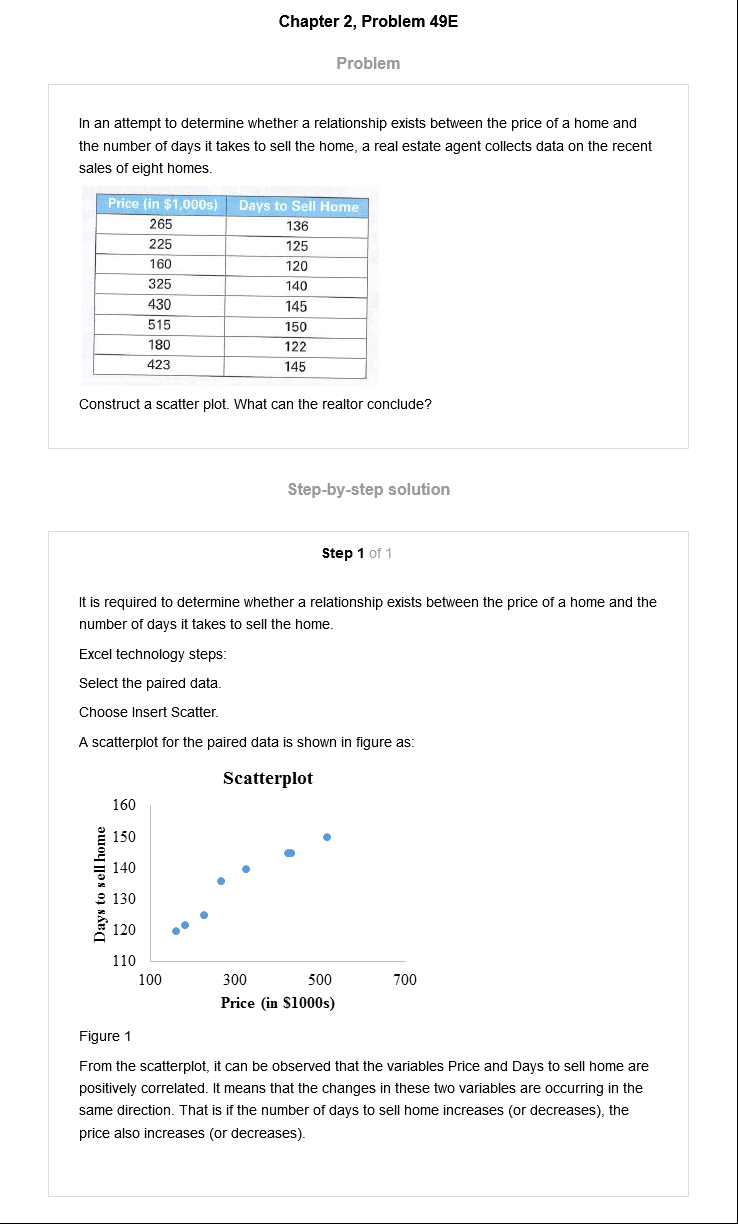 Chapter 2, Problem 49E
Problem
In an attempt to determine whether a relationship exists between the price of a home and
the number of days it takes to sell the home, a real estate agent collects data on the recent
sales of eight homes.
Price (in $1,000s) Days to Sell Home
265 136
225 125
160 120
325 140
430 145
515 150
180 122
423 145
Construct a scatter plot. What can the realtor conclude?
Step-by-step solution
Step 1 of 1
It is required to determine whether a relationship exists between the price of a home and the
number of days it takes to sell the home.
Excel technology steps:
Select the paired data.
Choose Insert Scatter.
A scatterplot for the paired data is shown in figure as:
Scatterplot
Days to sell home
160
150
140
130
120
110
100 300 500 700
Price (in $1000s)
Figure 1
From the scatterplot, it can be observed that the variables Price and Days to sell home are
positively correlated. It means that the changes in these two variables are occurring in the
same direction. That is if the number of days to sell home increases (or decreases), the
price also increases (or decreases).